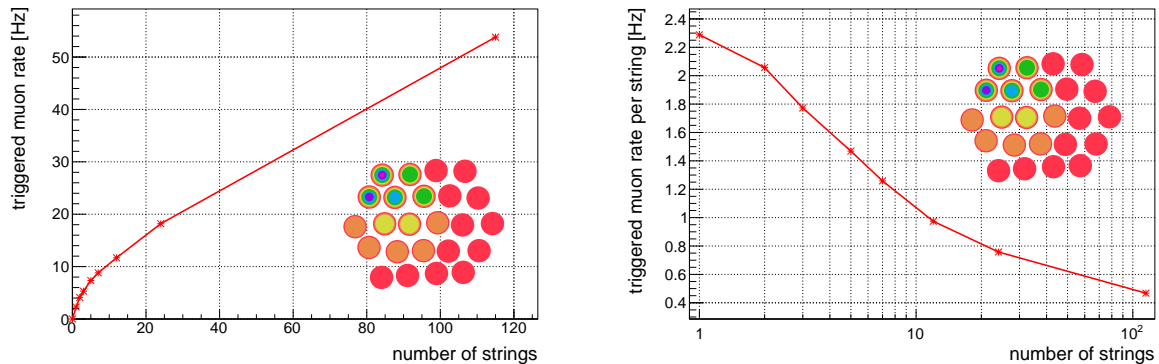 triggered muon rate [Hz]
50
40
30
20
10
0
0 20 40 60 80 100 120
number of strings
triggered muon rate per string [Hz]
2.4
2.2
2
1.8
1.6
1.4
1.2
1
0.8
0.6
0.4
1 10 10²
number of strings